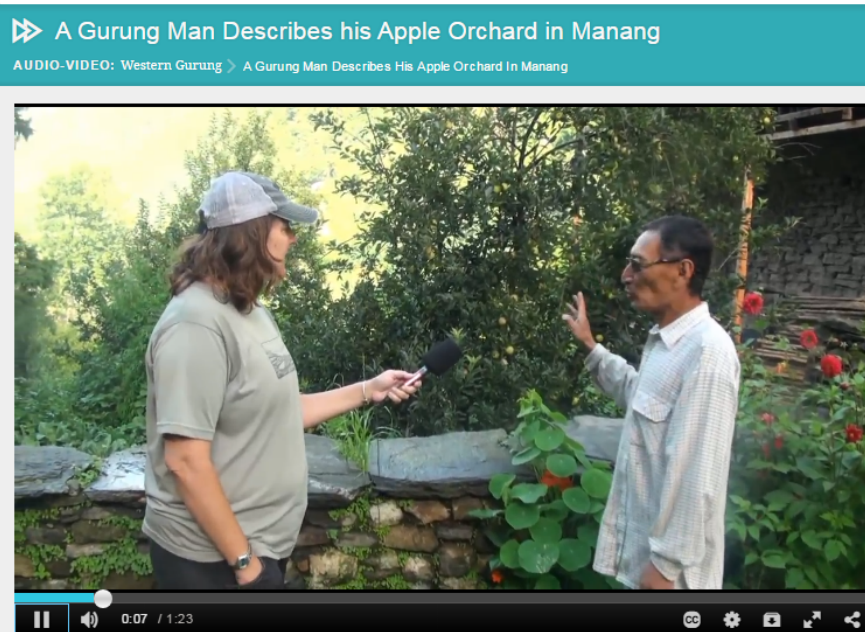 A Gurung Man Describes his Apple Orchard in Manang
AUDIO-VIDEO: Western Gurung > A Gurung Man Describes His Apple Orchard In Manang
0:07 / 1:23
CC